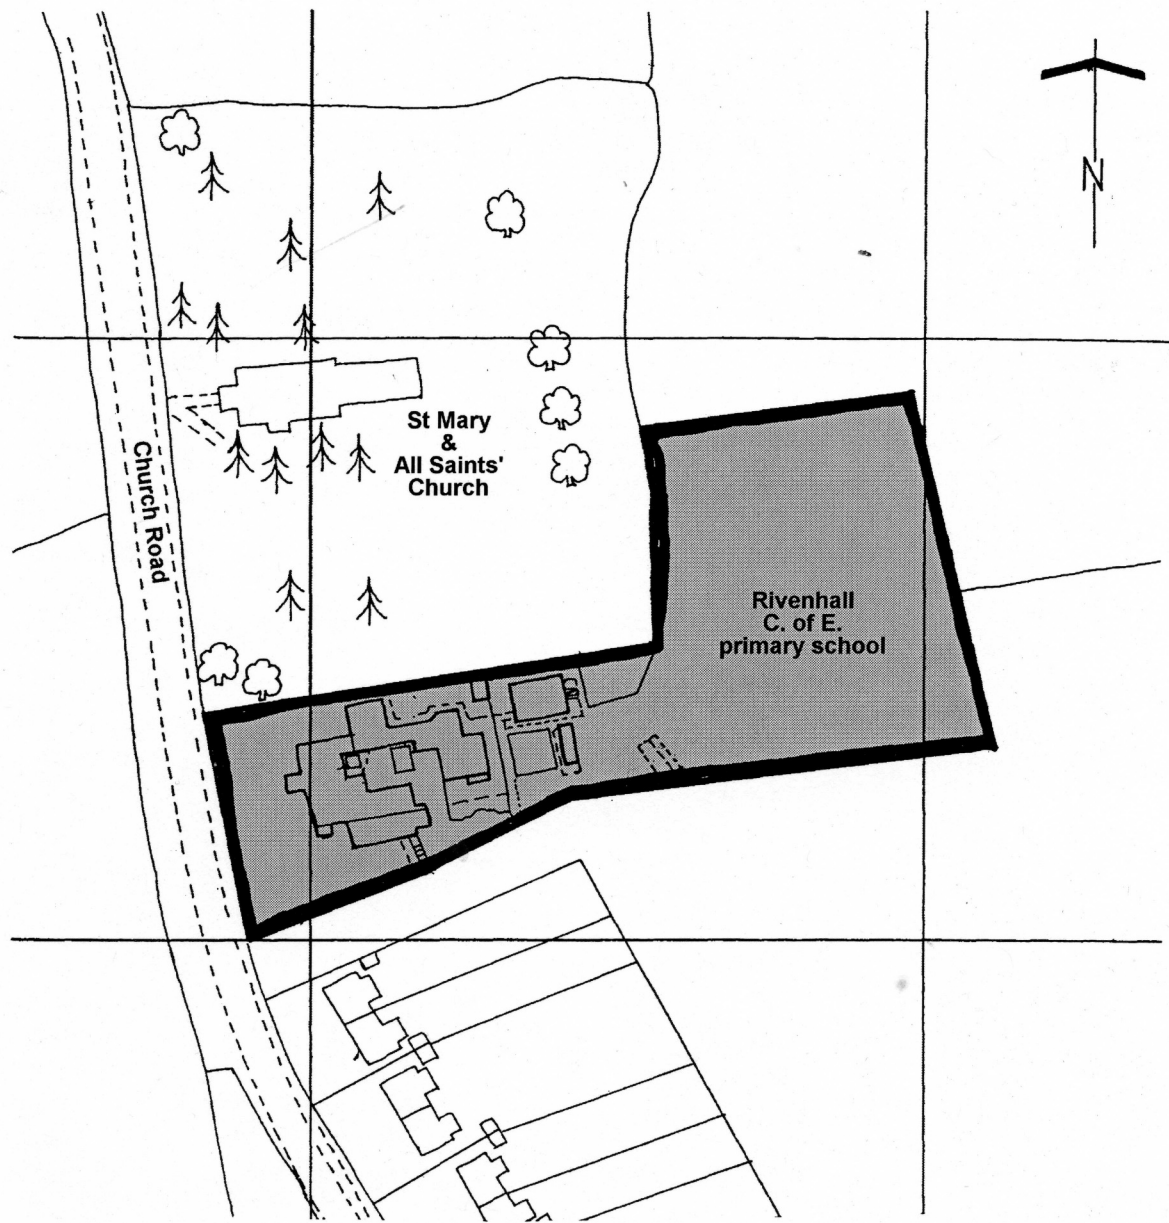 N
St Mary
&
All Saints'
Church
Church Road
Rivenhall
C. of E.
primary school